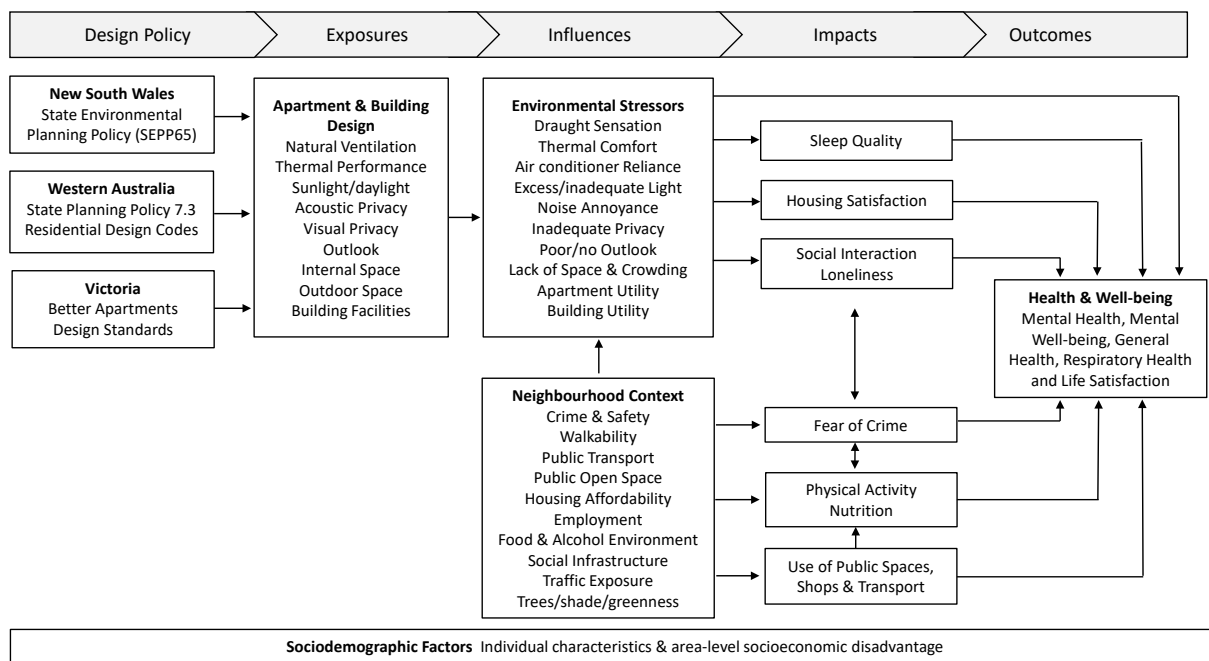 Design Policy
Exposures
Influences
Impacts
Outcomes
New South Wales
State Environmental
Planning Policy (SEPP65)
Western Australia
State Planning Policy 7.3
Residential Design Codes
Victoria
Better Apartments
Design Standards
Apartment & Building
Design
Natural Ventilation
Thermal Performance
Sunlight/daylight
Acoustic Privacy
Visual Privacy
Outlook
Internal Space
Outdoor Space
Building Facilities
Environmental Stressors
Draught Sensation
Thermal Comfort
Air conditioner Reliance
Excess/inadequate Light
Noise Annoyance
Inadequate Privacy
Poor/no Outlook
Lack of Space & Crowding
Apartment Utility
Building Utility
Neighbourhood Context
Crime & Safety
Walkability
Public Transport
Public Open Space
Housing Affordability
Employment
Food & Alcohol Environment
Social Infrastructure
Traffic Exposure
Trees/shade/greenness
Sleep Quality
Housing Satisfaction
Social Interaction
Loneliness
Fear of Crime
Physical Activity
Nutrition
Use of Public Spaces,
Shops & Transport
Health & Well-being
Mental Health, Mental
Well-being, General
Health, Respiratory Health
and Life Satisfaction
Sociodemographic Factors Individual characteristics & area-level socioeconomic disadvantage